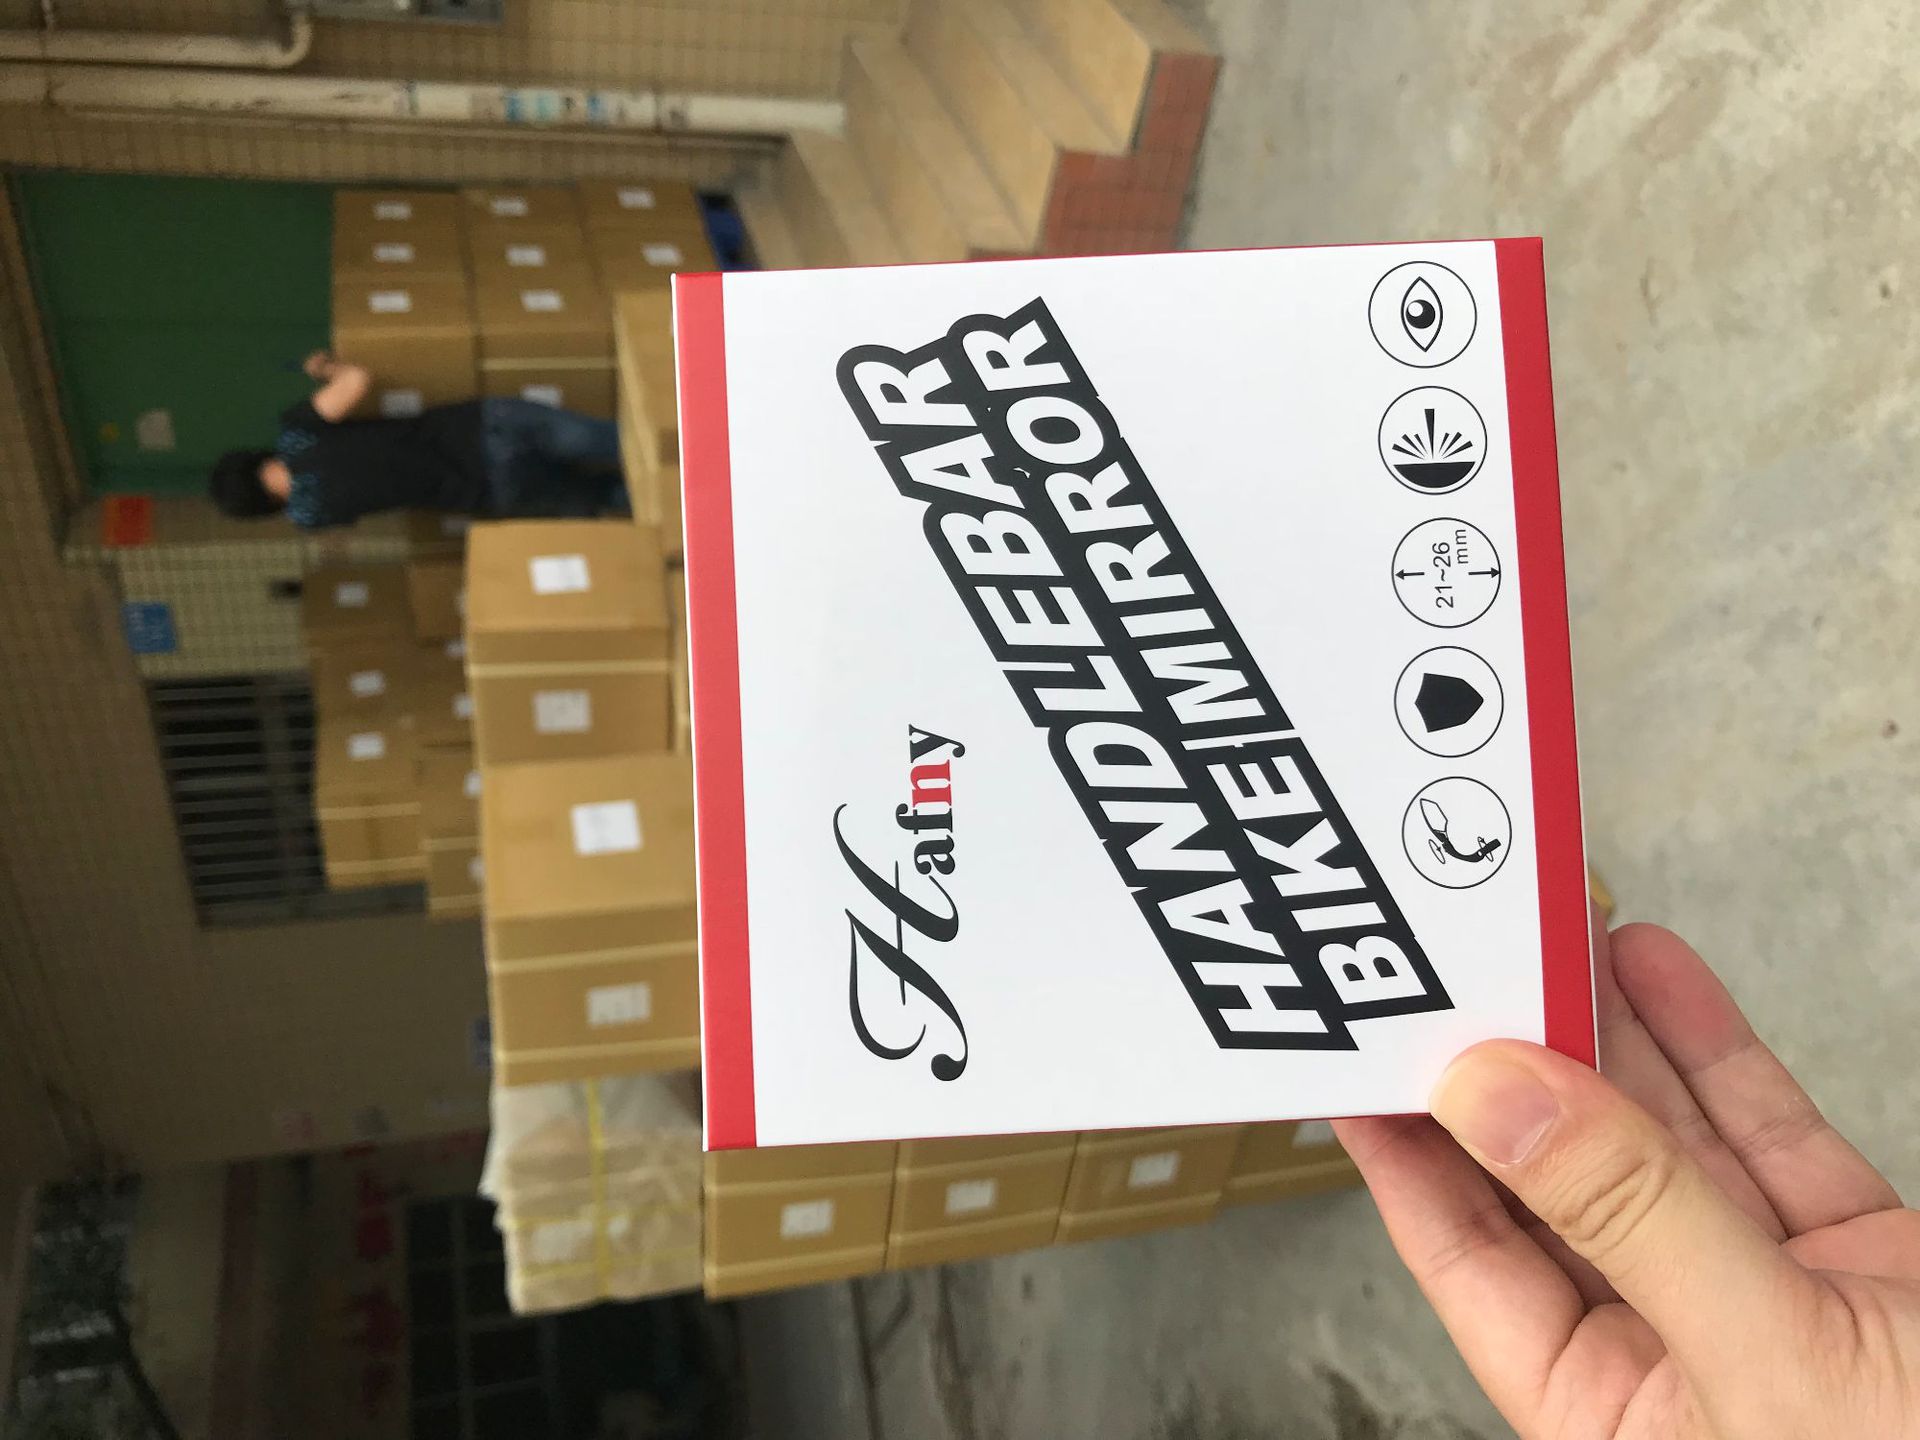 Hafny
HANDLEBAR
BIKE MIRROR
21~26
mm